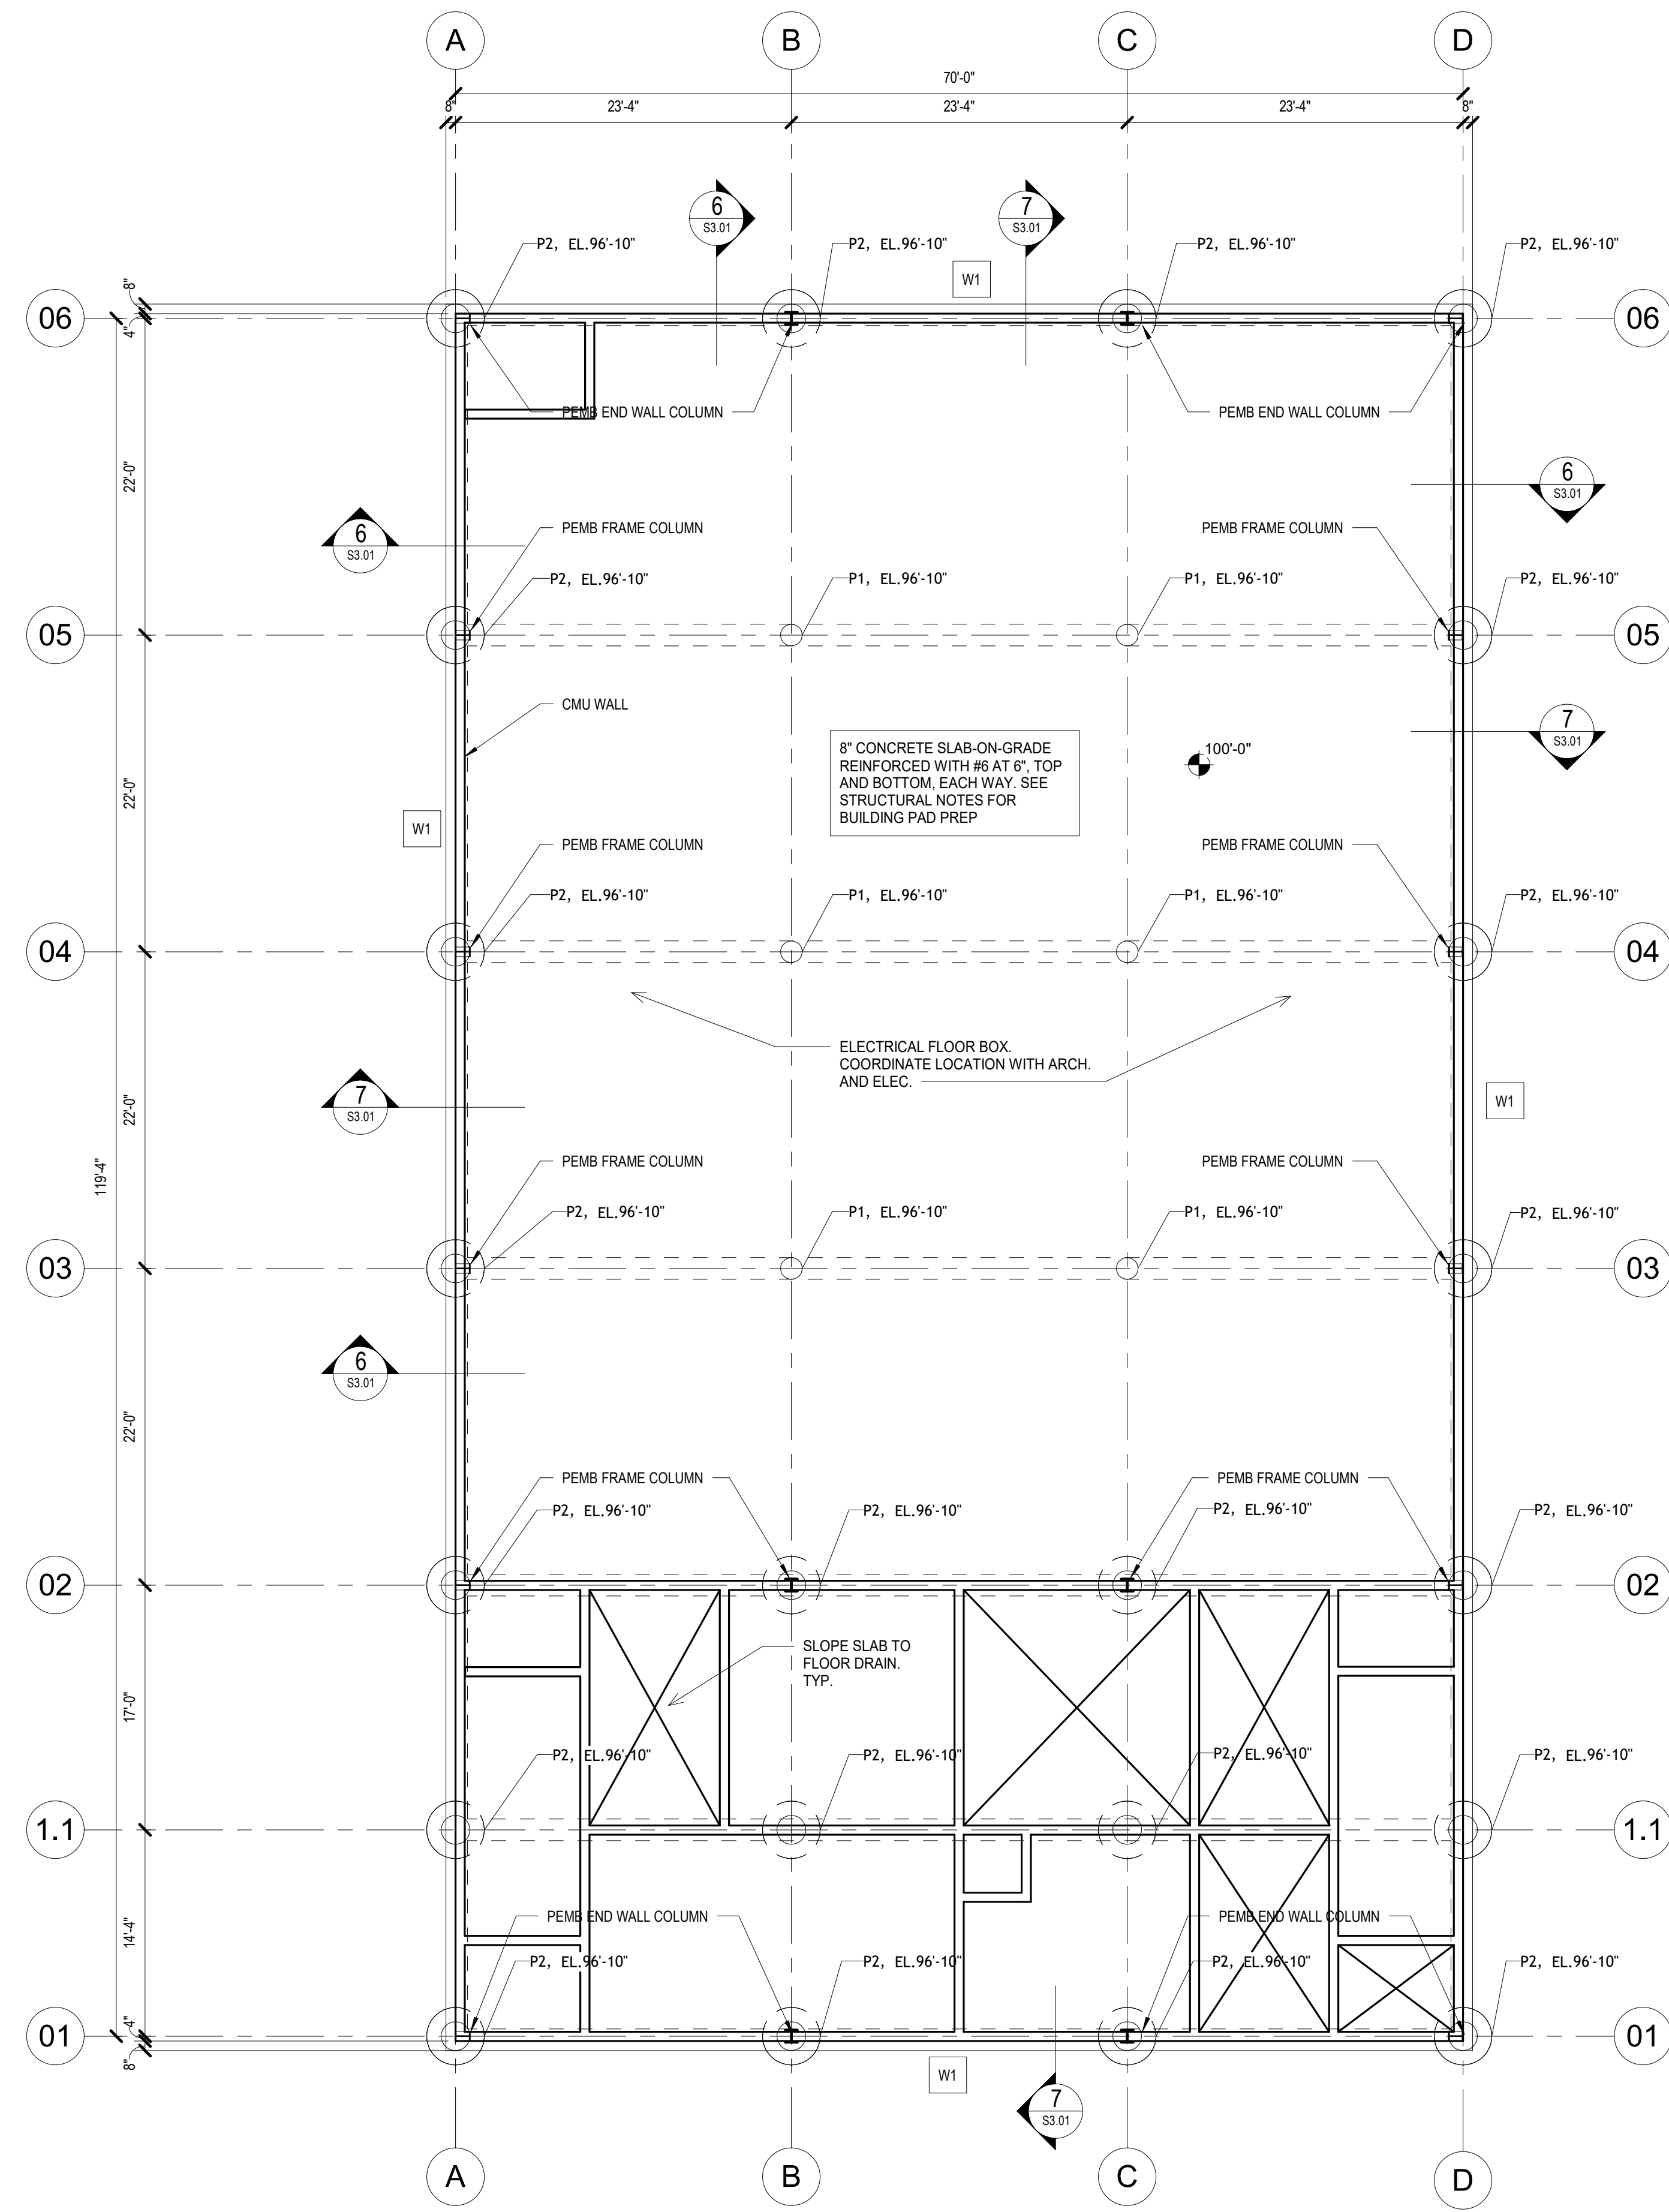 A
B
C
D
70'-0"
8"
23'-4"
23'-4"
23'-4"
8"
6
S3.01
7
S3.01
P2, EL.96'-10"
P2, EL.96'-10"
P2, EL.96'-10"
P2, EL.96'-10"
W1
8"
06
06
4"
PEMB END WALL COLUMN
PEMB END WALL COLUMN
22'-0"
6
S3.01
6
S3.01
PEMB FRAME COLUMN
PEMB FRAME COLUMN
P2, EL.96'-10"
P1, EL.96'-10"
P1, EL.96'-10"
P2, EL.96'-10"
05
05
CMU WALL
7
S3.01
8" CONCRETE SLAB-ON-GRADE
REINFORCED WITH #6 AT 6", TOP
AND BOTTOM, EACH WAY. SEE
STRUCTURAL NOTES FOR
BUILDING PAD PREP
100'-0"
22'-0"
W1
PEMB FRAME COLUMN
PEMB FRAME COLUMN
P2, EL.96'-10"
P1, EL.96'-10"
P1, EL.96'-10"
P2, EL.96'-10"
04
04
ELECTRICAL FLOOR BOX.
COORDINATE LOCATION WITH ARCH.
AND ELEC.
22'-0"
7
S3.01
W1
119'-4"
PEMB FRAME COLUMN
PEMB FRAME COLUMN
P2, EL.96'-10"
P1, EL.96'-10"
P1, EL.96'-10"
P2, EL.96'-10"
03
03
6
S3.01
22'-0"
PEMB FRAME COLUMN
PEMB FRAME COLUMN
P2, EL.96'-10"
P2, EL.96'-10"
P2, EL.96'-10"
P2, EL.96'-10"
02
02
SLOPE SLAB TO
FLOOR DRAIN.
TYP.
17'-0"
P2, EL.96'-10"
P2, EL.96'-10"
P2, EL.96'-10"
P2, EL.96'-10"
1.1
1.1
PEMB END WALL COLUMN
PEMB END WALL COLUMN
14'-4"
P2, EL.96'-10"
P2, EL.96'-10"
P2, EL.96'-10"
P2, EL.96'-10"
4"
01
01
8"
W1
7
S3.01
A
B
C
D